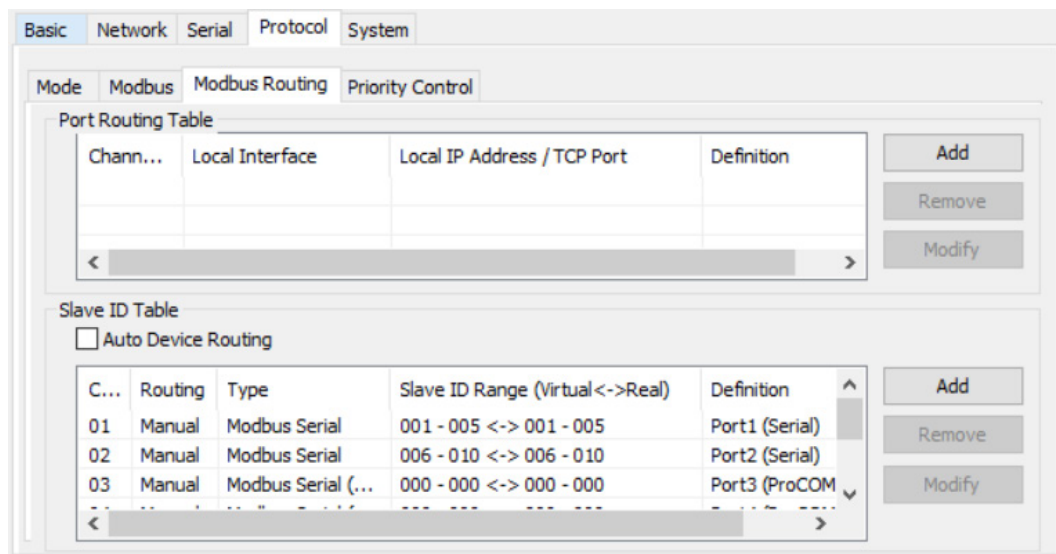 Basic Network Serial Protocol System
Mode Modbus Modbus Routing Priority Control
Port Routing Table
Chann... Local Interface Local IP Address / TCP Port Definition Add
Remove
Modify
Slave ID Table
Auto Device Routing
C... Routing Type Slave ID Range (Virtual<->Real) Definition Add
01 Manual Modbus Serial 001 - 005 <-> 001 - 005 Port1 (Serial)
Remove
02 Manual Modbus Serial 006 - 010 <-> 006 - 010 Port2 (Serial)
03 Manual Modbus Serial (... 000 - 000 <-> 000 - 000 Port3 (ProCOM Modify